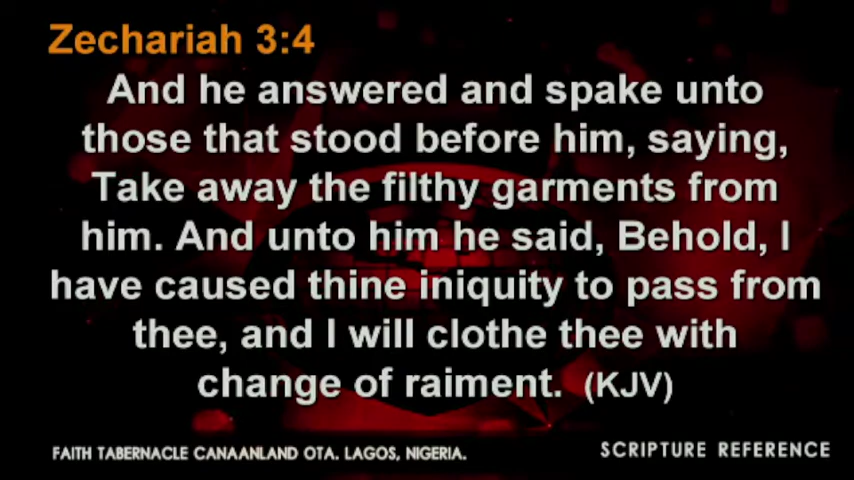 Zechariah 3:4
And he answered and spake unto
those that stood before him, saying,
Take away the filthy garments from
him. And unto him he said, Behold, I
have caused thine iniquity to pass from
thee, and I will clothe thee with
change of raiment. (KJV)
FAITH TABERNACLE CANAANLAND OTA. LAGOS, NIGERIA.
SCRIPTURE REFERENCE